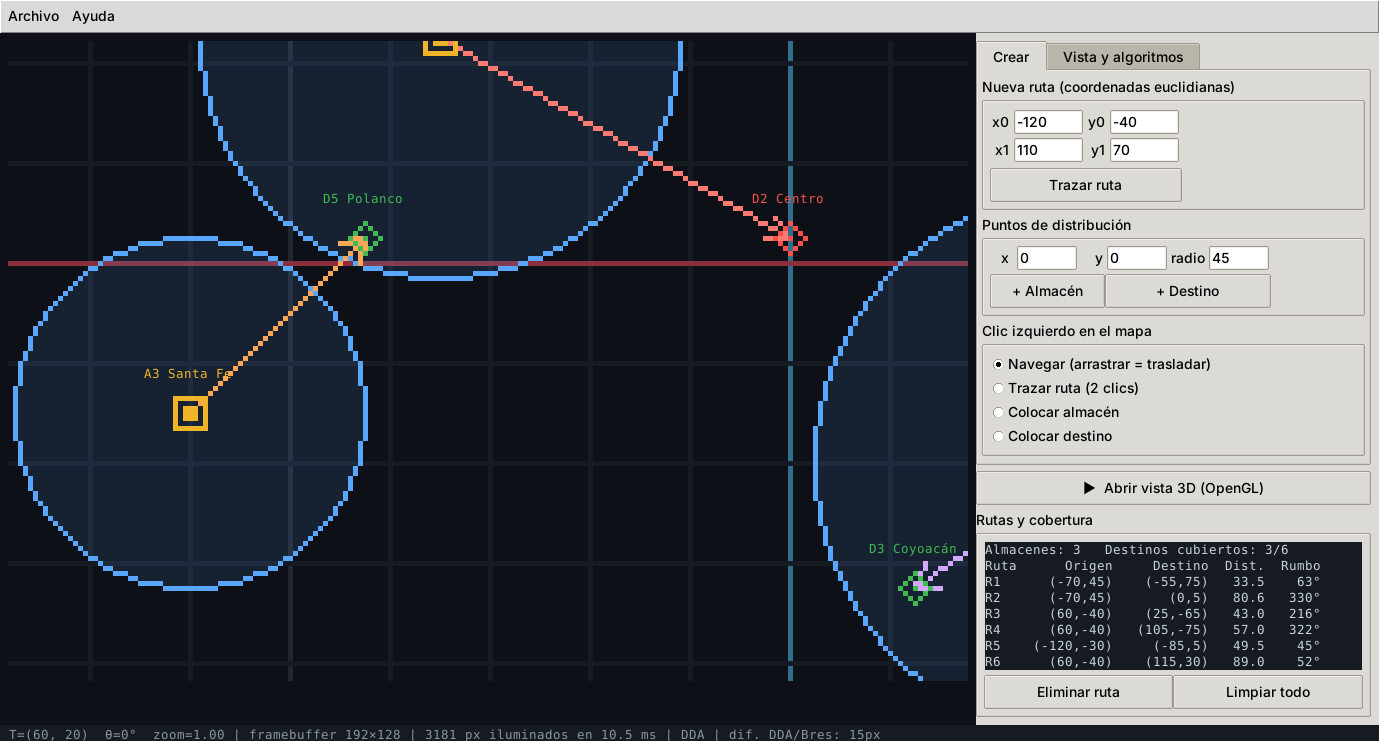 Archivo Ayuda
D5 Polanco
D2 Centro
A3 Santa Fe
D3 Coyoacán
Crear Vista y algoritmos
Nueva ruta (coordenadas euclidianas)
x0 -120 y0 -40
x1 110 y1 70
Trazar ruta
Puntos de distribución
x 0 y 0 radio 45
+ Almacén + Destino
Clic izquierdo en el mapa
Navegar (arrastrar = trasladar)
Trazar ruta (2 clics)
Colocar almacén
Colocar destino
▶ Abrir vista 3D (OpenGL)
Rutas y cobertura
Almacenes: 3 Destinos cubiertos: 3/6
Ruta Origen Destino Dist. Rumbo
R1 (-70,45) (-55,75) 33.5 63°
R2 (-70,45) (0,5) 80.6 330°
R3 (60,-40) (25,-65) 43.0 216°
R4 (60,-40) (105,-75) 57.0 322°
R5 (-120,-30) (-85,5) 49.5 45°
R6 (60,-40) (115,30) 89.0 52°
Eliminar ruta Limpiar todo
T=(60, 20) θ=0° zoom=1.00 | framebuffer 192×128 | 3181 px iluminados en 10.5 ms | DDA | dif. DDA/Bres: 15px